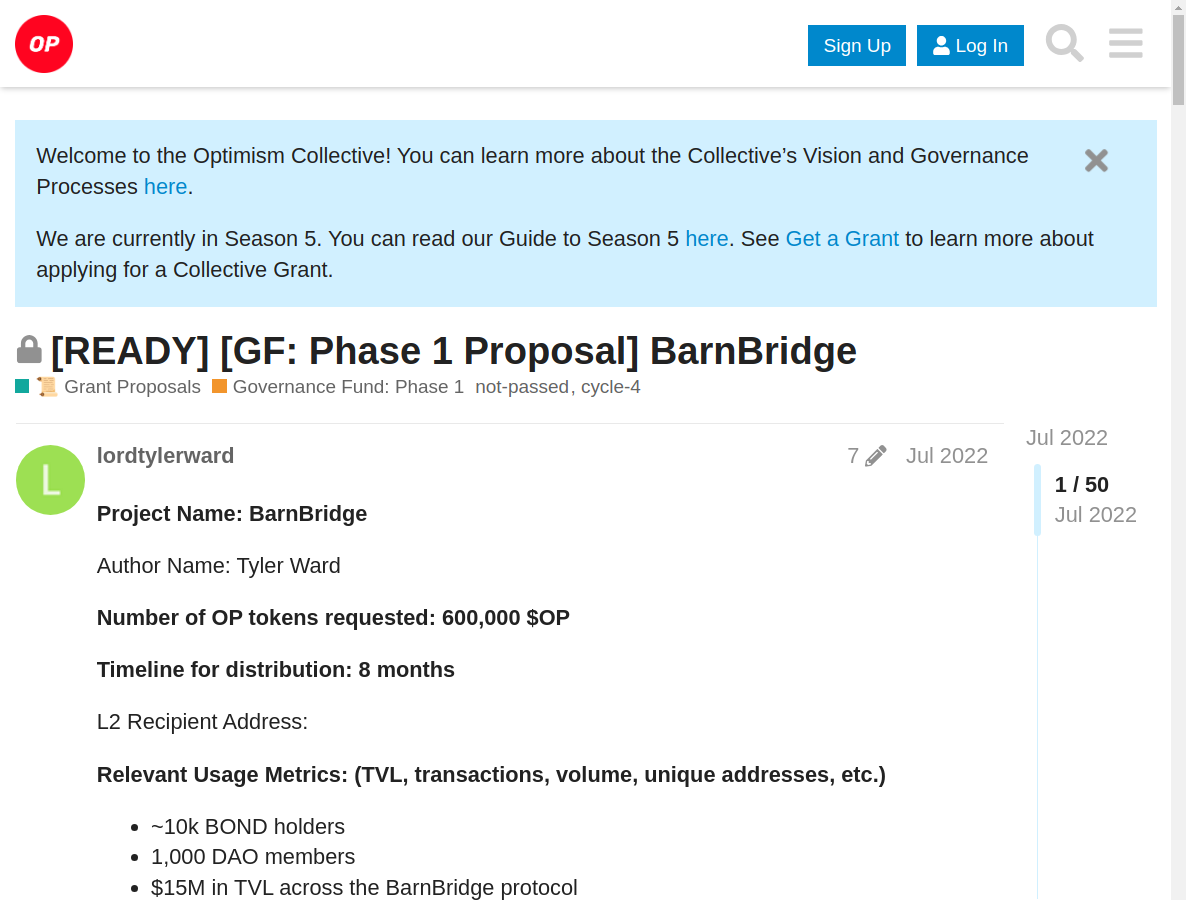 OP
Sign Up
Log In
Welcome to the Optimism Collective! You can learn more about the Collective’s Vision and Governance
Processes here.
We are currently in Season 5. You can read our Guide to Season 5 here. See Get a Grant to learn more about
applying for a Collective Grant.
[READY] [GF: Phase 1 Proposal] BarnBridge
Grant Proposals Governance Fund: Phase 1 not-passed, cycle-4
Jul 2022
L
lordtylerward 7 Jul 2022
1 / 50
Jul 2022
Project Name: BarnBridge
Author Name: Tyler Ward
Number of OP tokens requested: 600,000 $OP
Timeline for distribution: 8 months
L2 Recipient Address:
Relevant Usage Metrics: (TVL, transactions, volume, unique addresses, etc.)
~10k BOND holders
1,000 DAO members
$15M in TVL across the BarnBridge protocol